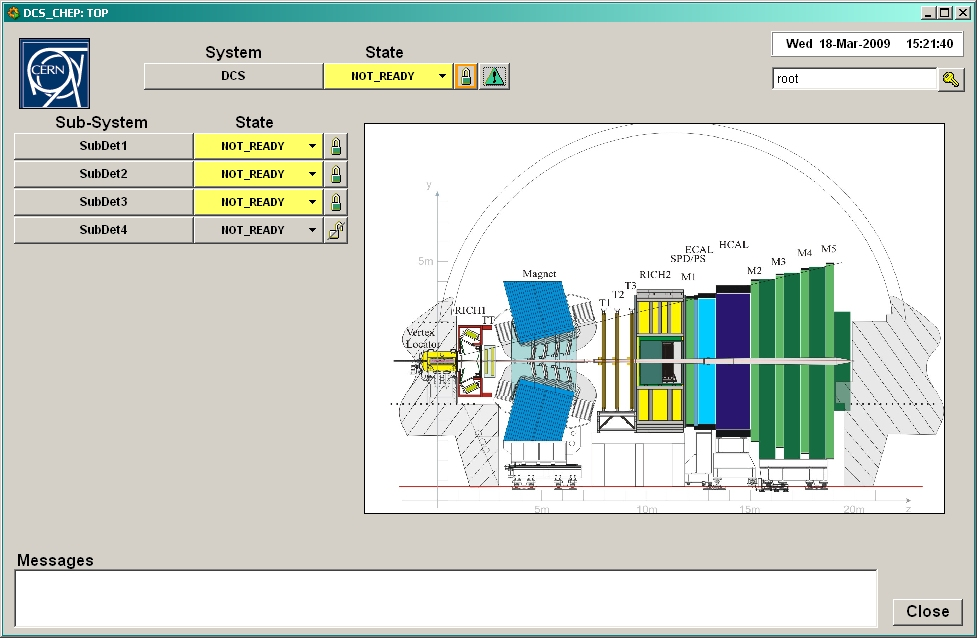 DCS_CHEP: TOP
CERN
System State
DCS NOT_READY
Wed 18-Mar-2009 15:21:40
root
Sub-System State
SubDet1 NOT_READY
SubDet2 NOT_READY
SubDet3 NOT_READY
SubDet4 NOT_READY
y
5m
Vertex
Locator
RICH1
TT
Magnet
T1
T2
T3
RICH2
SPD/PS
M1
ECAL
HCAL
M2
M3
M4
M5
5m 10m 15m 20m z
Messages
Close